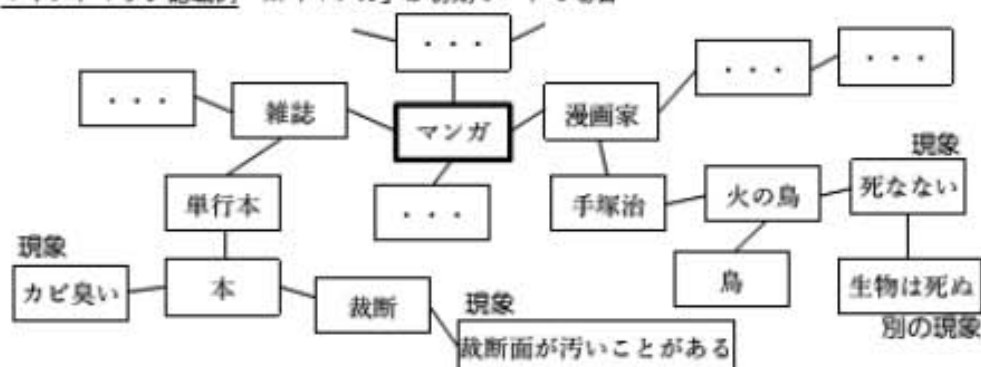 ・・・
・・・
・・・
・・・
雑誌
マンガ
漫画家
現象
単行本
・・・
手塚治
火の鳥
死なない
現象
カビ臭い
本
裁断
鳥
生物は死ぬ
現象
別の現象
裁断面が汚いことがある